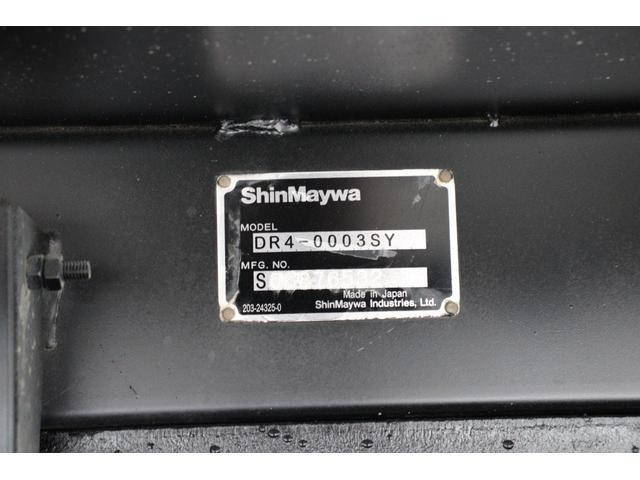 ShinMaywa
MODEL
DR4-0003SY
MFG. NO.
S
Made in Japan
203-24325-0 ShinMaywa Industries, Ltd.